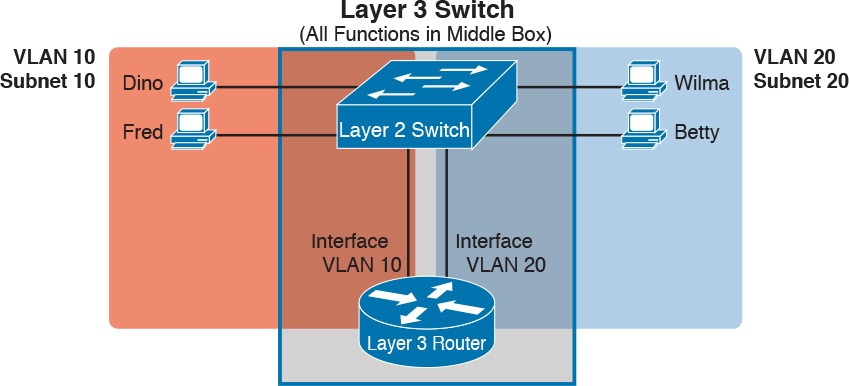 Layer 3 Switch
(All Functions in Middle Box)
VLAN 10
Subnet 10
VLAN 20
Subnet 20
Dino
Wilma
Fred
Layer 2 Switch
Betty
Interface
VLAN 10
Interface
VLAN 20
Layer 3 Router